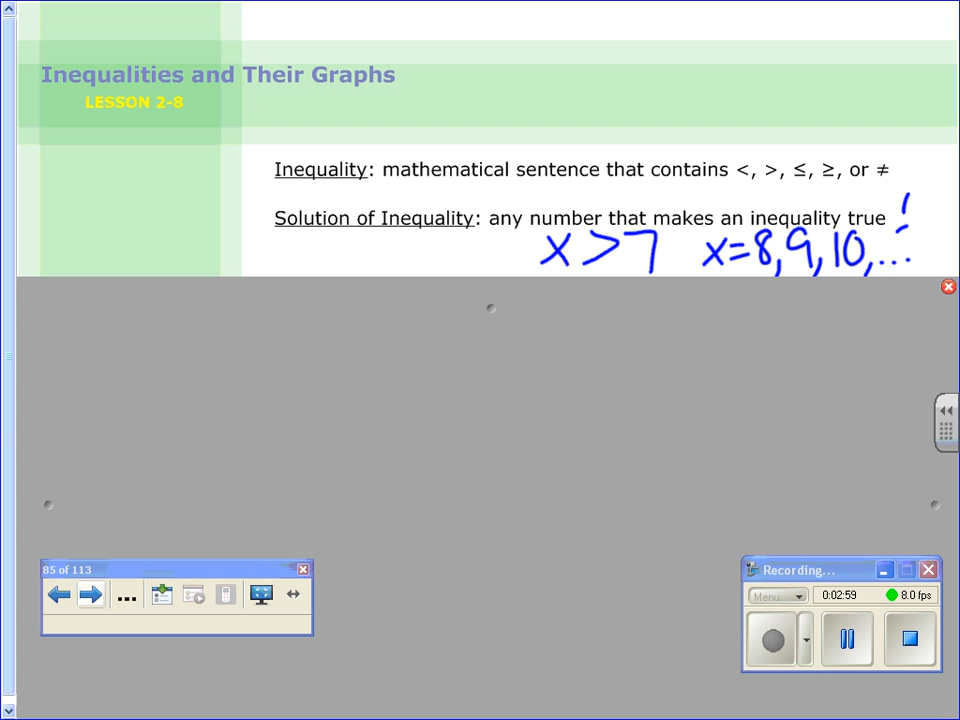 Inequalities and Their Graphs
LESSON 2-8
Inequality: mathematical sentence that contains <, >, ≤, ≥, or ≠
Solution of Inequality: any number that makes an inequality true
x > 7 x = 8, 9, 10, ...
85 of 113
...
Recording...
Menu
0:02:59
8.0 fps